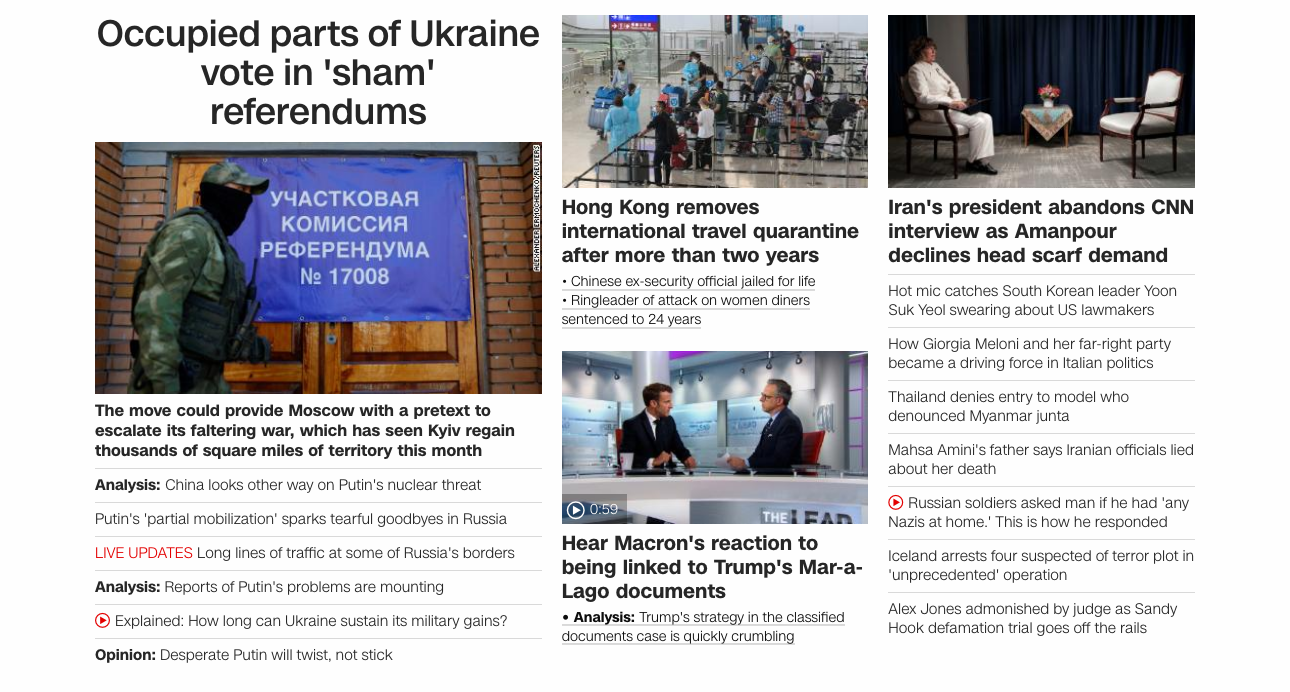 Occupied parts of Ukraine
vote in 'sham'
referendums
УЧАСТКОВАЯ
КОМИССИЯ
РЕФЕРЕНДУМА
№ 17008
ALEXANDER ERMOCHENKO/REUTERS
The move could provide Moscow with a pretext to
escalate its faltering war, which has seen Kyiv regain
thousands of square miles of territory this month
Analysis: China looks other way on Putin's nuclear threat
Putin's 'partial mobilization' sparks tearful goodbyes in Russia
LIVE UPDATES Long lines of traffic at some of Russia's borders
Analysis: Reports of Putin's problems are mounting
Explained: How long can Ukraine sustain its military gains?
Opinion: Desperate Putin will twist, not stick
Hong Kong removes
international travel quarantine
after more than two years
• Chinese ex-security official jailed for life
• Ringleader of attack on women diners
sentenced to 24 years
0:59
THE LEAD
Hear Macron's reaction to
being linked to Trump's Mar-a-
Lago documents
• Analysis: Trump's strategy in the classified
documents case is quickly crumbling
Iran's president abandons CNN
interview as Amanpour
declines head scarf demand
Hot mic catches South Korean leader Yoon
Suk Yeol swearing about US lawmakers
How Giorgia Meloni and her far-right party
became a driving force in Italian politics
Thailand denies entry to model who
denounced Myanmar junta
Mahsa Amini's father says Iranian officials lied
about her death
Russian soldiers asked man if he had 'any
Nazis at home.' This is how he responded
Iceland arrests four suspected of terror plot in
'unprecedented' operation
Alex Jones admonished by judge as Sandy
Hook defamation trial goes off the rails